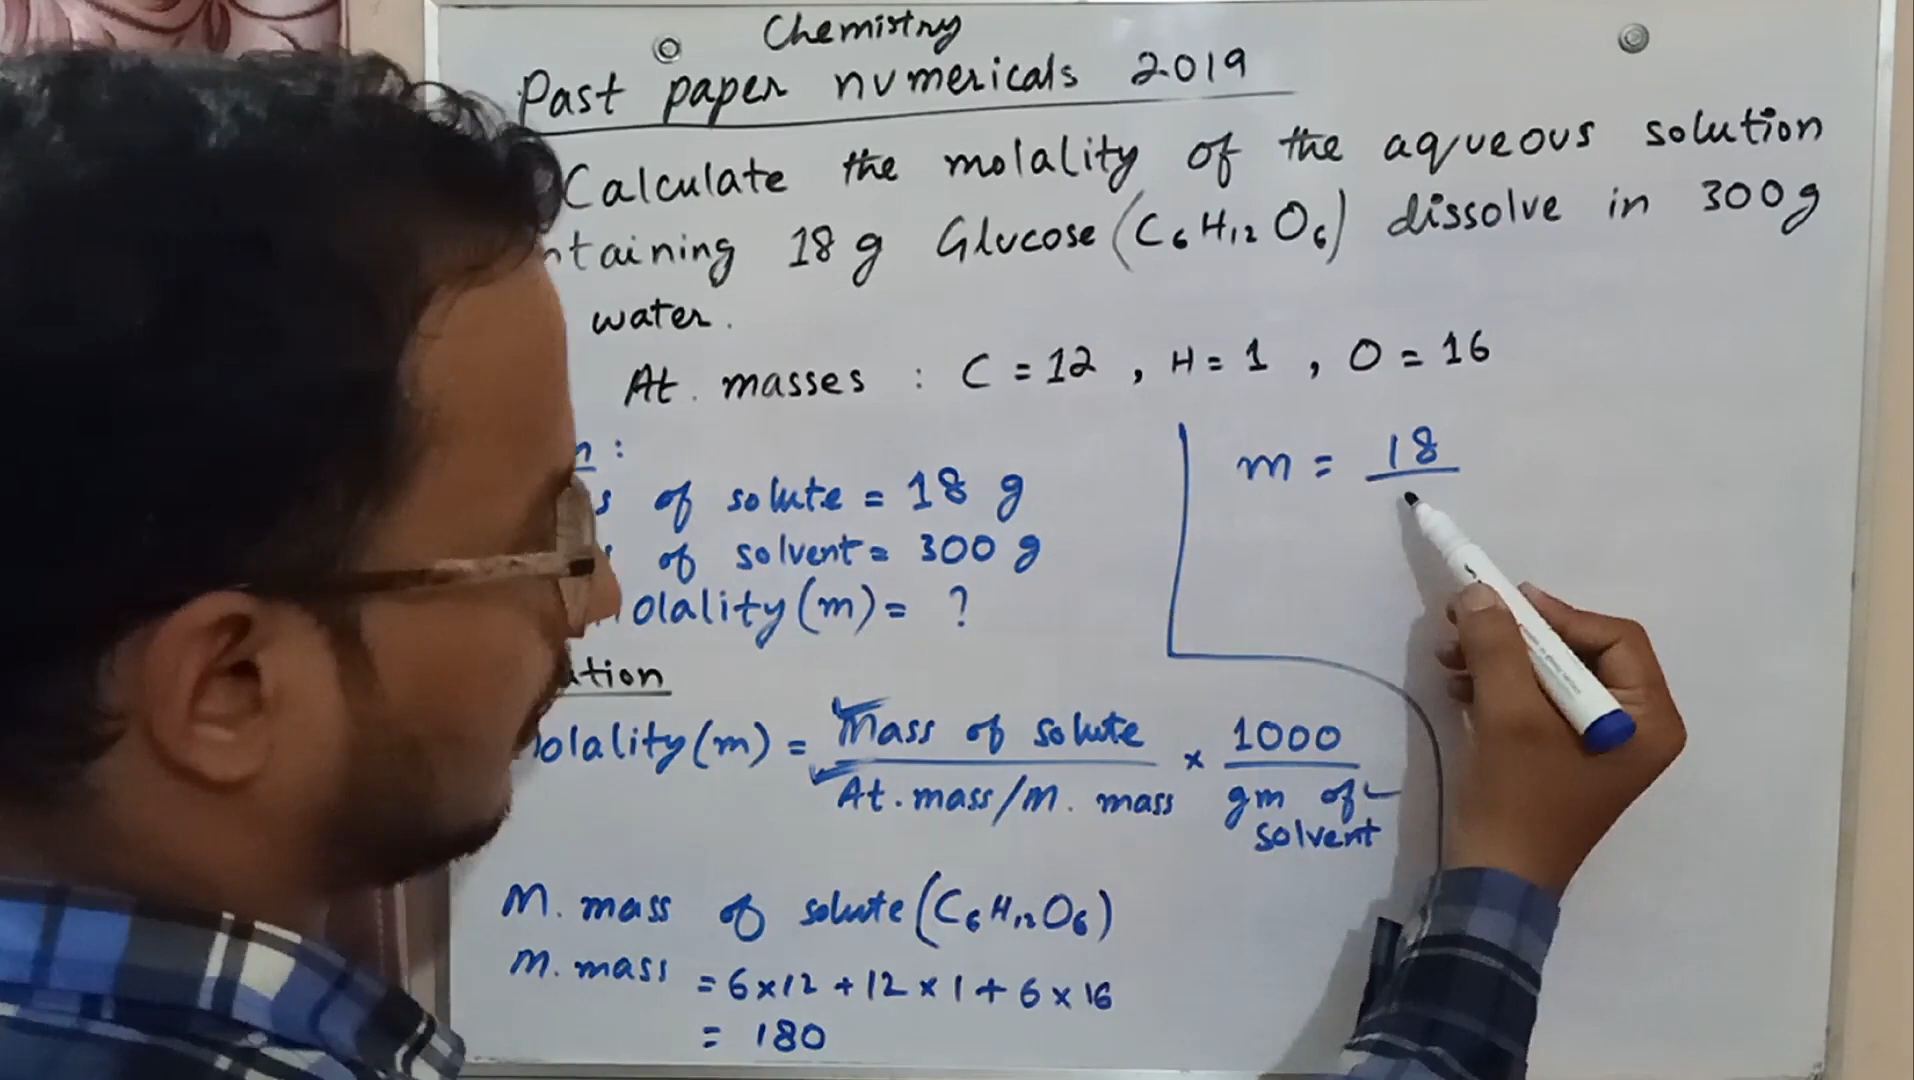 Chemistry
Past paper numericals 2019
Calculate the molality of the aqueous solution
ntaining 18 g Glucose (C6H12O6) dissolve in 300g
water.
At. masses : C = 12 , H = 1 , O = 16
n :
s of solute = 18 g
of solvent = 300 g
olality (m) = ?
ution
olality (m) = Mass of solute / At. mass/M. mass × 1000 / gm of solvent
M. mass of solute (C6H12O6)
M. mass = 6×12 + 12×1 + 6×16
= 180
m = 18